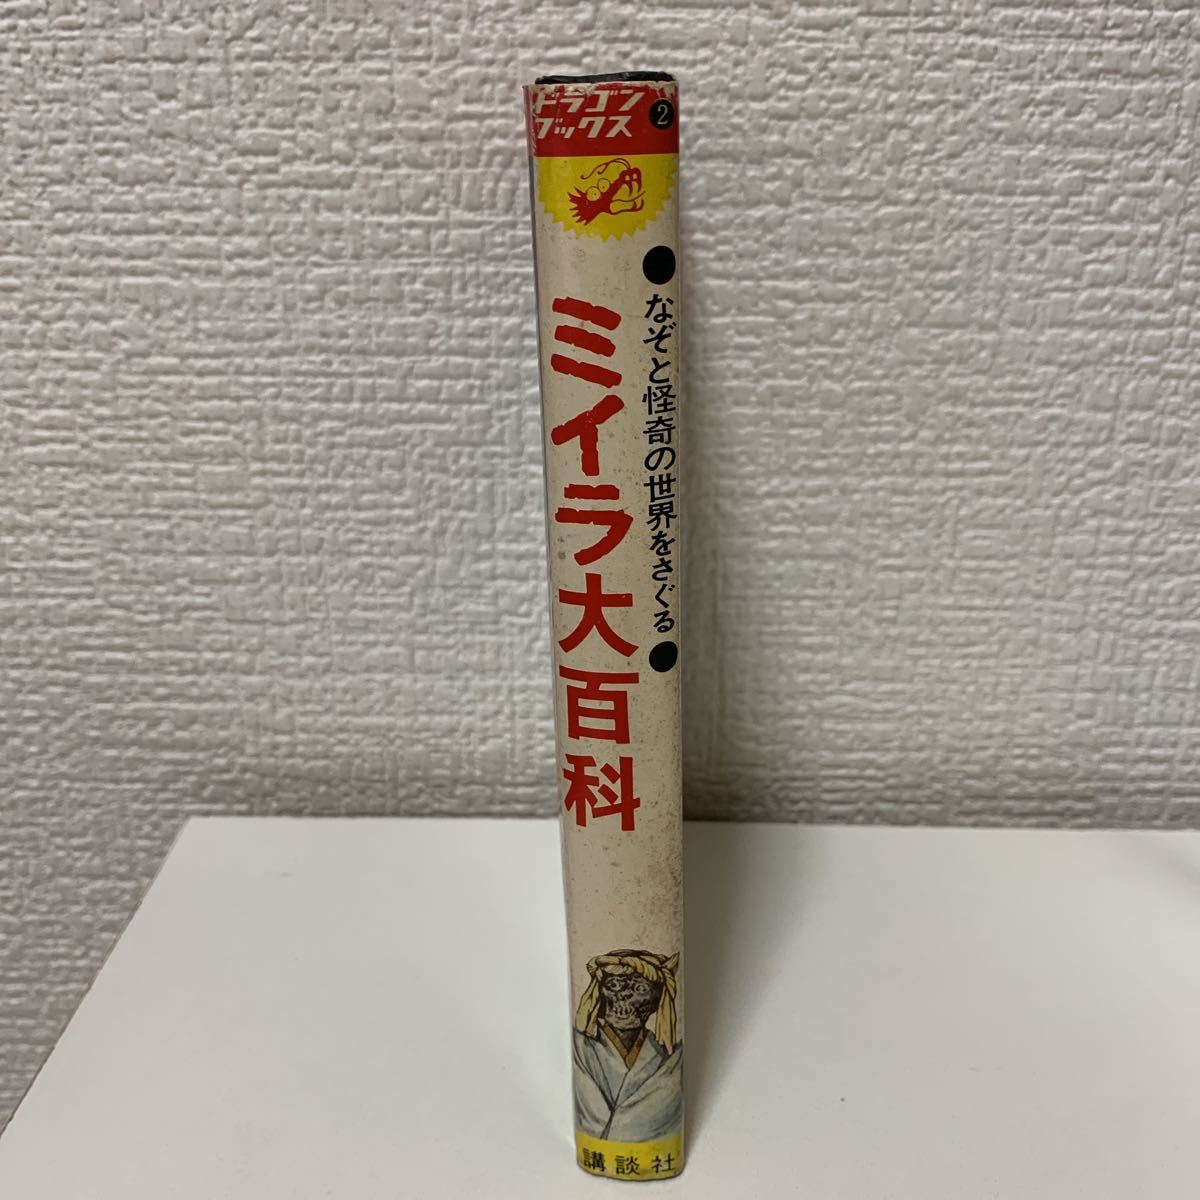 ドラゴン
ブックス
2
●なぞと怪奇の世界をさぐる●
ミイラ大百科
講談社